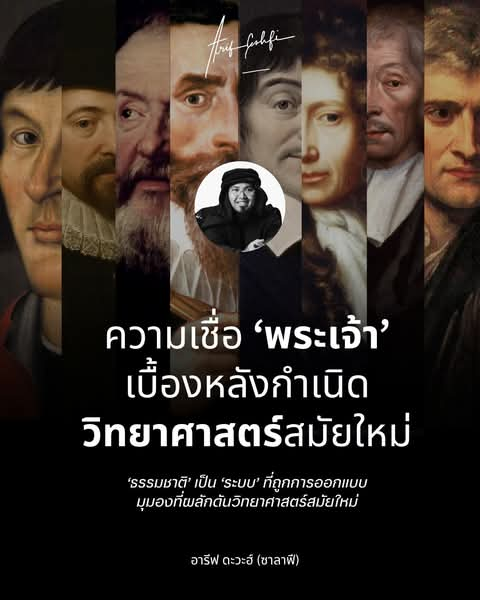 ความเชื่อ ‘พระเจ้า’
เบื้องหลังกำเนิด
วิทยาศาสตร์สมัยใหม่
‘ธรรมชาติ’ เป็น ‘ระบบ’ ที่ถูกการออกแบบ
มุมองที่ผลักดันวิทยาศาสตร์สมัยใหม่
อารีฟ ดะวะฮ์ (ซาลาฟี)